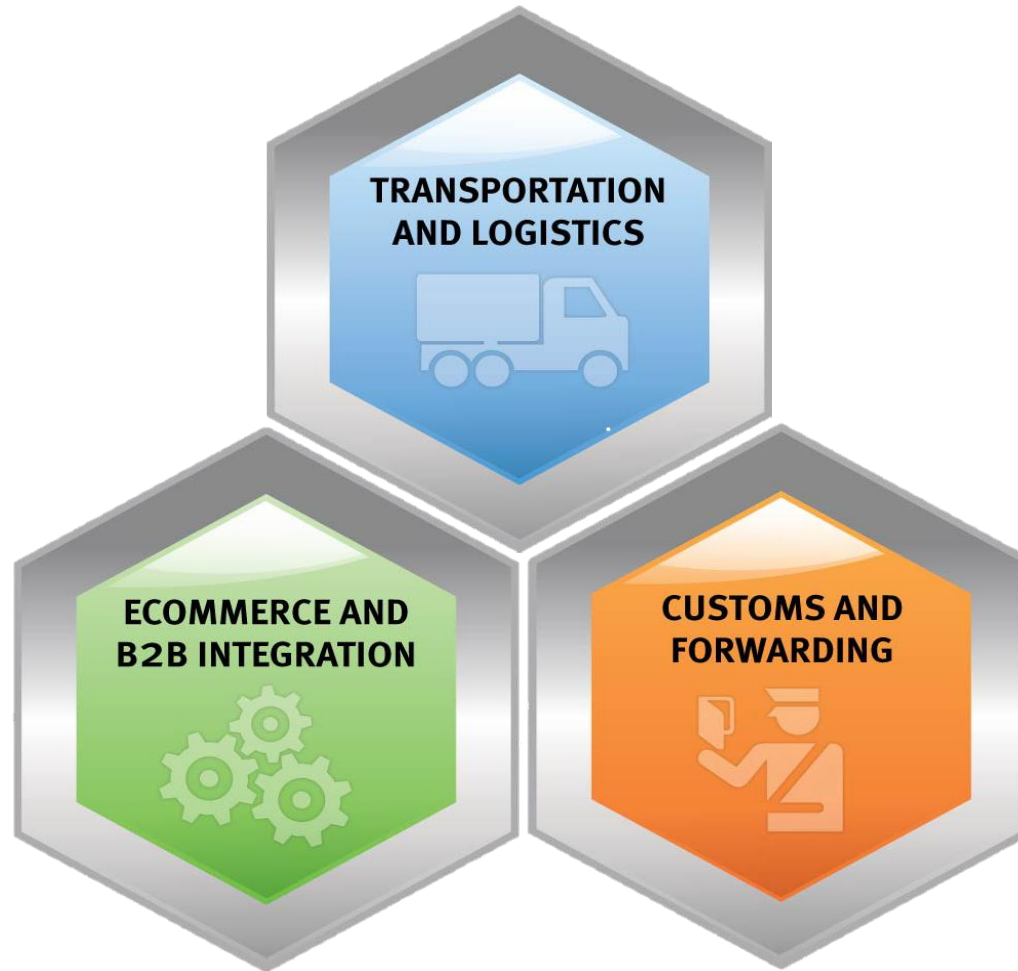 TRANSPORTATION
AND LOGISTICS
ECOMMERCE AND
B2B INTEGRATION
CUSTOMS AND
FORWARDING